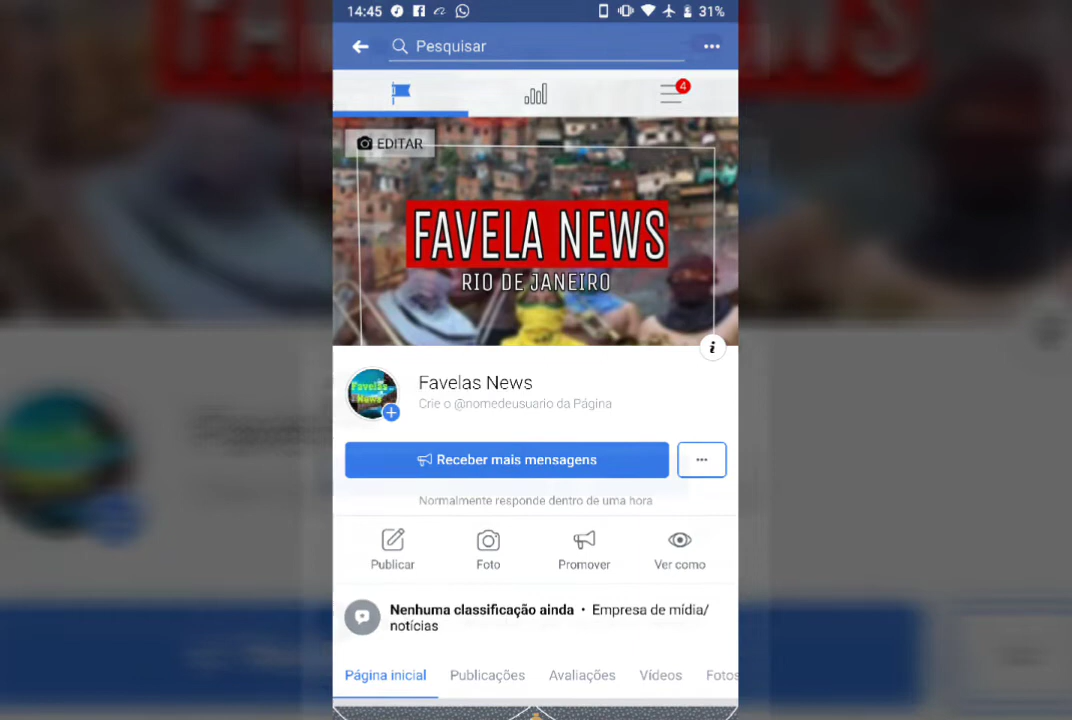 14:45
31%
Pesquisar
4
EDITAR
FAVELA NEWS
RIO DE JANEIRO
Favelas News
Favelas News
Crie o @nomedeusuario da Página
Receber mais mensagens
Normalmente responde dentro de uma hora
Publicar Foto Promover Ver como
Nenhuma classificação ainda • Empresa de mídia/
notícias
Página inicial Publicações Avaliações Vídeos Fotos